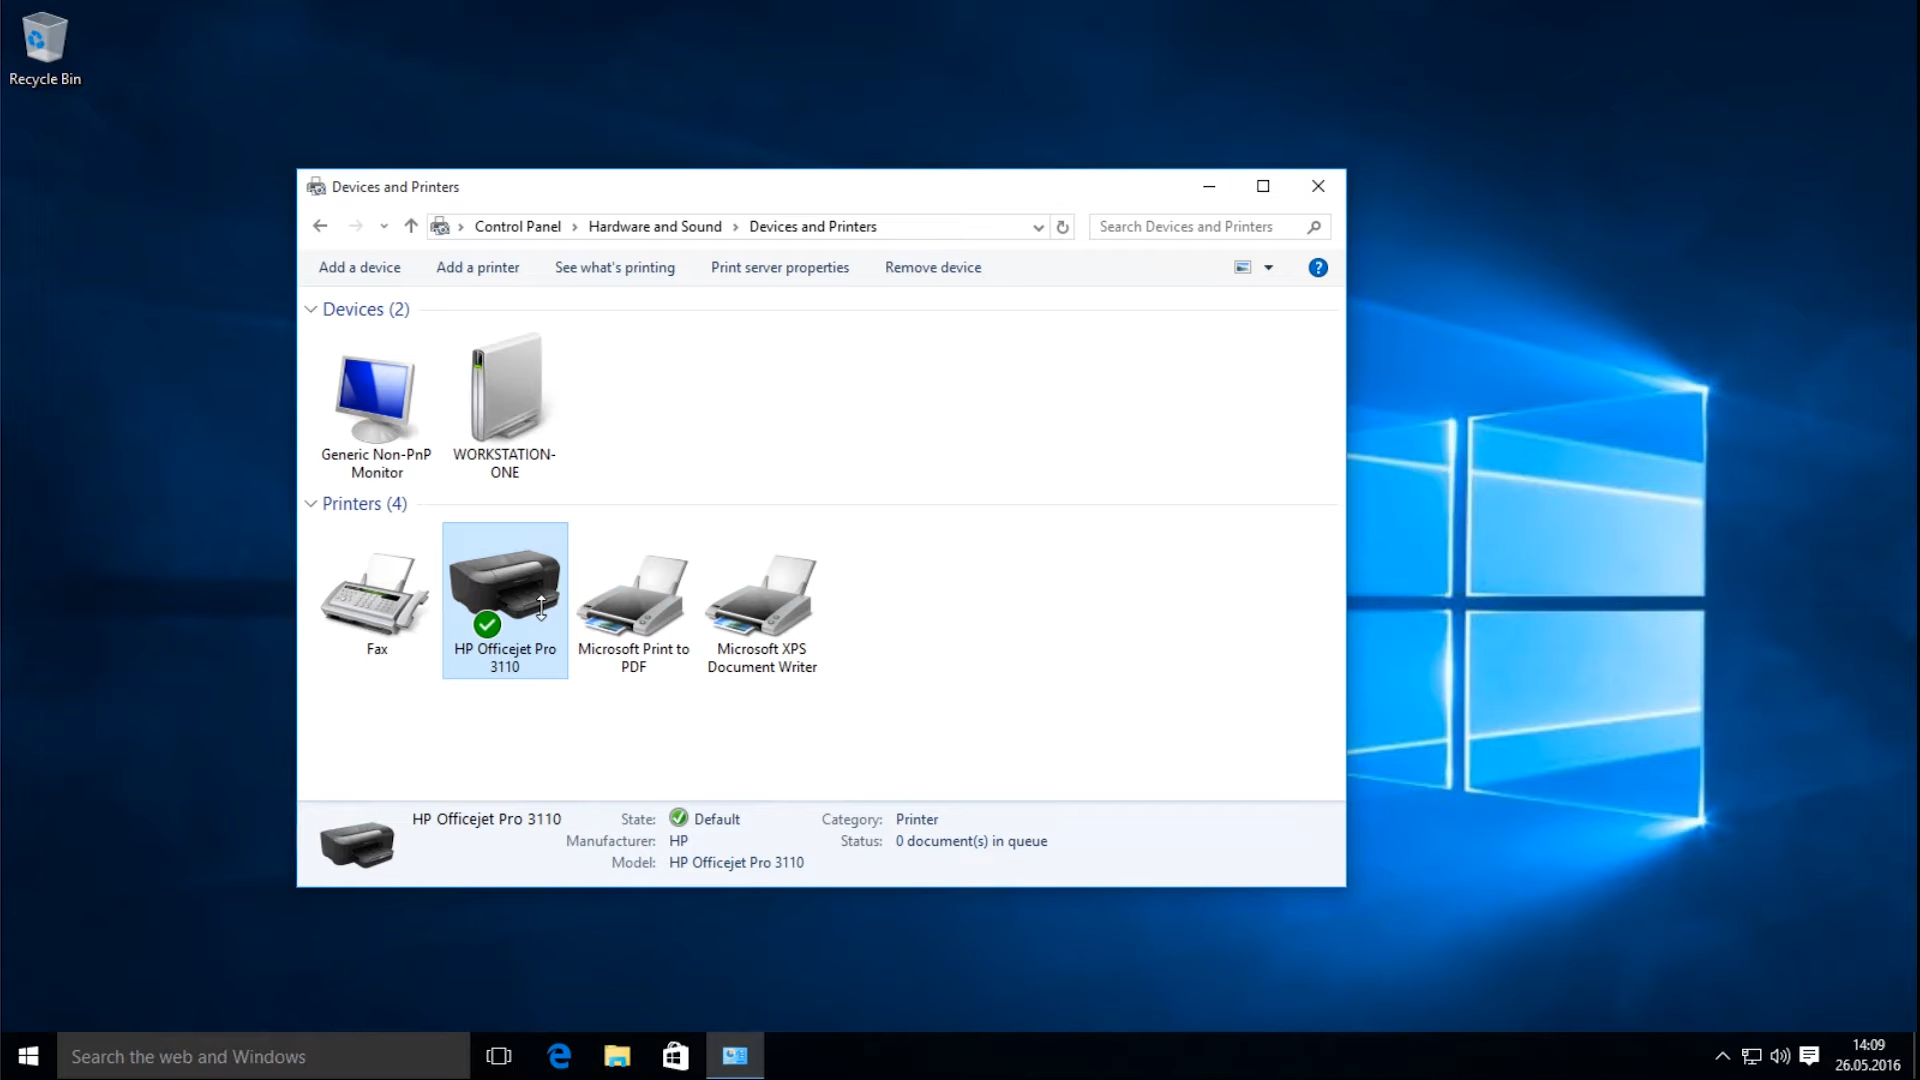 Recycle Bin
Devices and Printers
Control Panel › Hardware and Sound › Devices and Printers
Search Devices and Printers
Add a device
Add a printer
See what's printing
Print server properties
Remove device
?
Devices (2)
Generic Non-PnP
Monitor
WORKSTATION-
ONE
Printers (4)
Fax
HP Officejet Pro
3110
Microsoft Print to
PDF
Microsoft XPS
Document Writer
HP Officejet Pro 3110
State: Default
Manufacturer: HP
Model: HP Officejet Pro 3110
Category: Printer
Status: 0 document(s) in queue
Search the web and Windows
14:09
26.05.2016